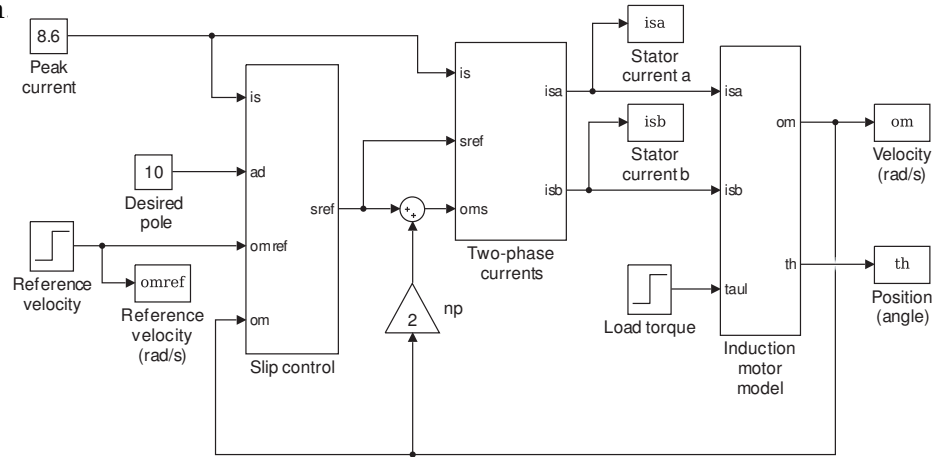 a.
8.6
Peak
current
isa
Stator
current a
is
is
isa
isa
isb
Stator
current b
om
om
Velocity
(rad/s)
10
Desired
pole
ad
sref
sref
isb
isb
oms
+
+
omref
Reference
velocity
omref
Reference
velocity
(rad/s)
om
Slip control
Two-phase
currents
2
np
Load torque
taul
th
th
Position
(angle)
Induction
motor
model